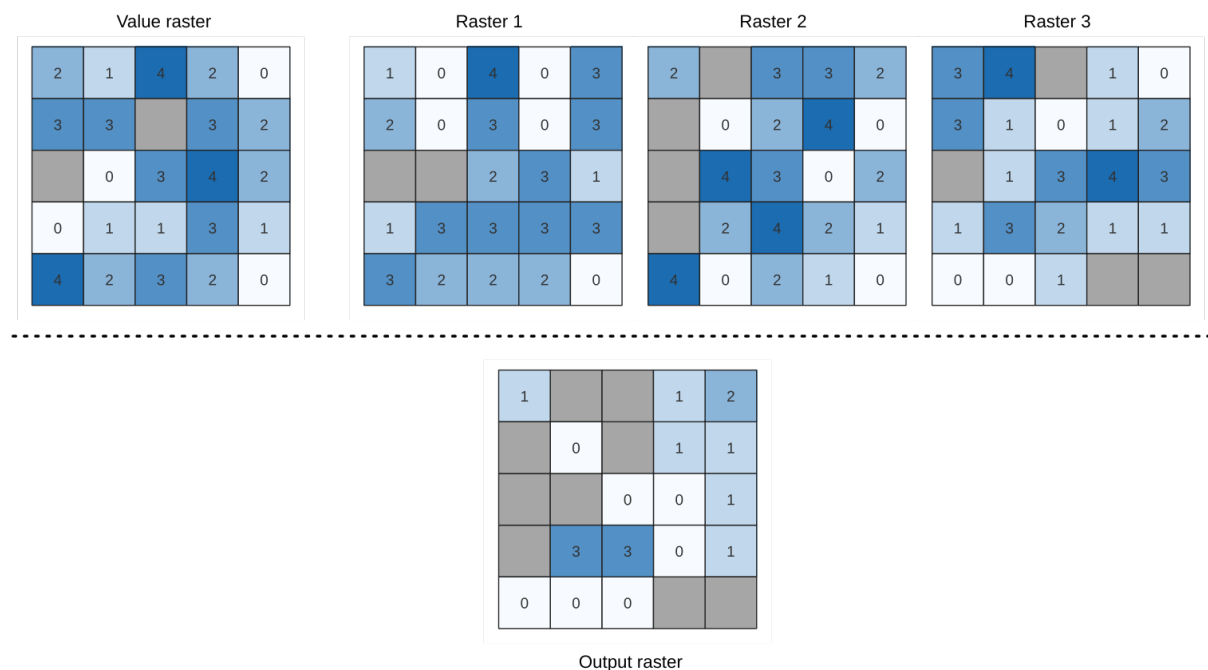 Value raster Raster 1 Raster 2 Raster 3
2 1 4 2 0 1 0 4 0 3 2 3 3 2 3 4 1 0
3 3 3 2 2 0 3 0 3 0 2 4 0 3 1 0 1 2
0 3 4 2 2 3 1 4 3 0 2 1 3 4 3
0 1 1 3 1 1 3 3 3 3 2 4 2 1 1 3 2 1 1
4 2 3 2 0 3 2 2 2 0 4 0 2 1 0 0 0 1
1 1 2
0 1 1
0 0 1
3 3 0 1
0 0 0
Output raster